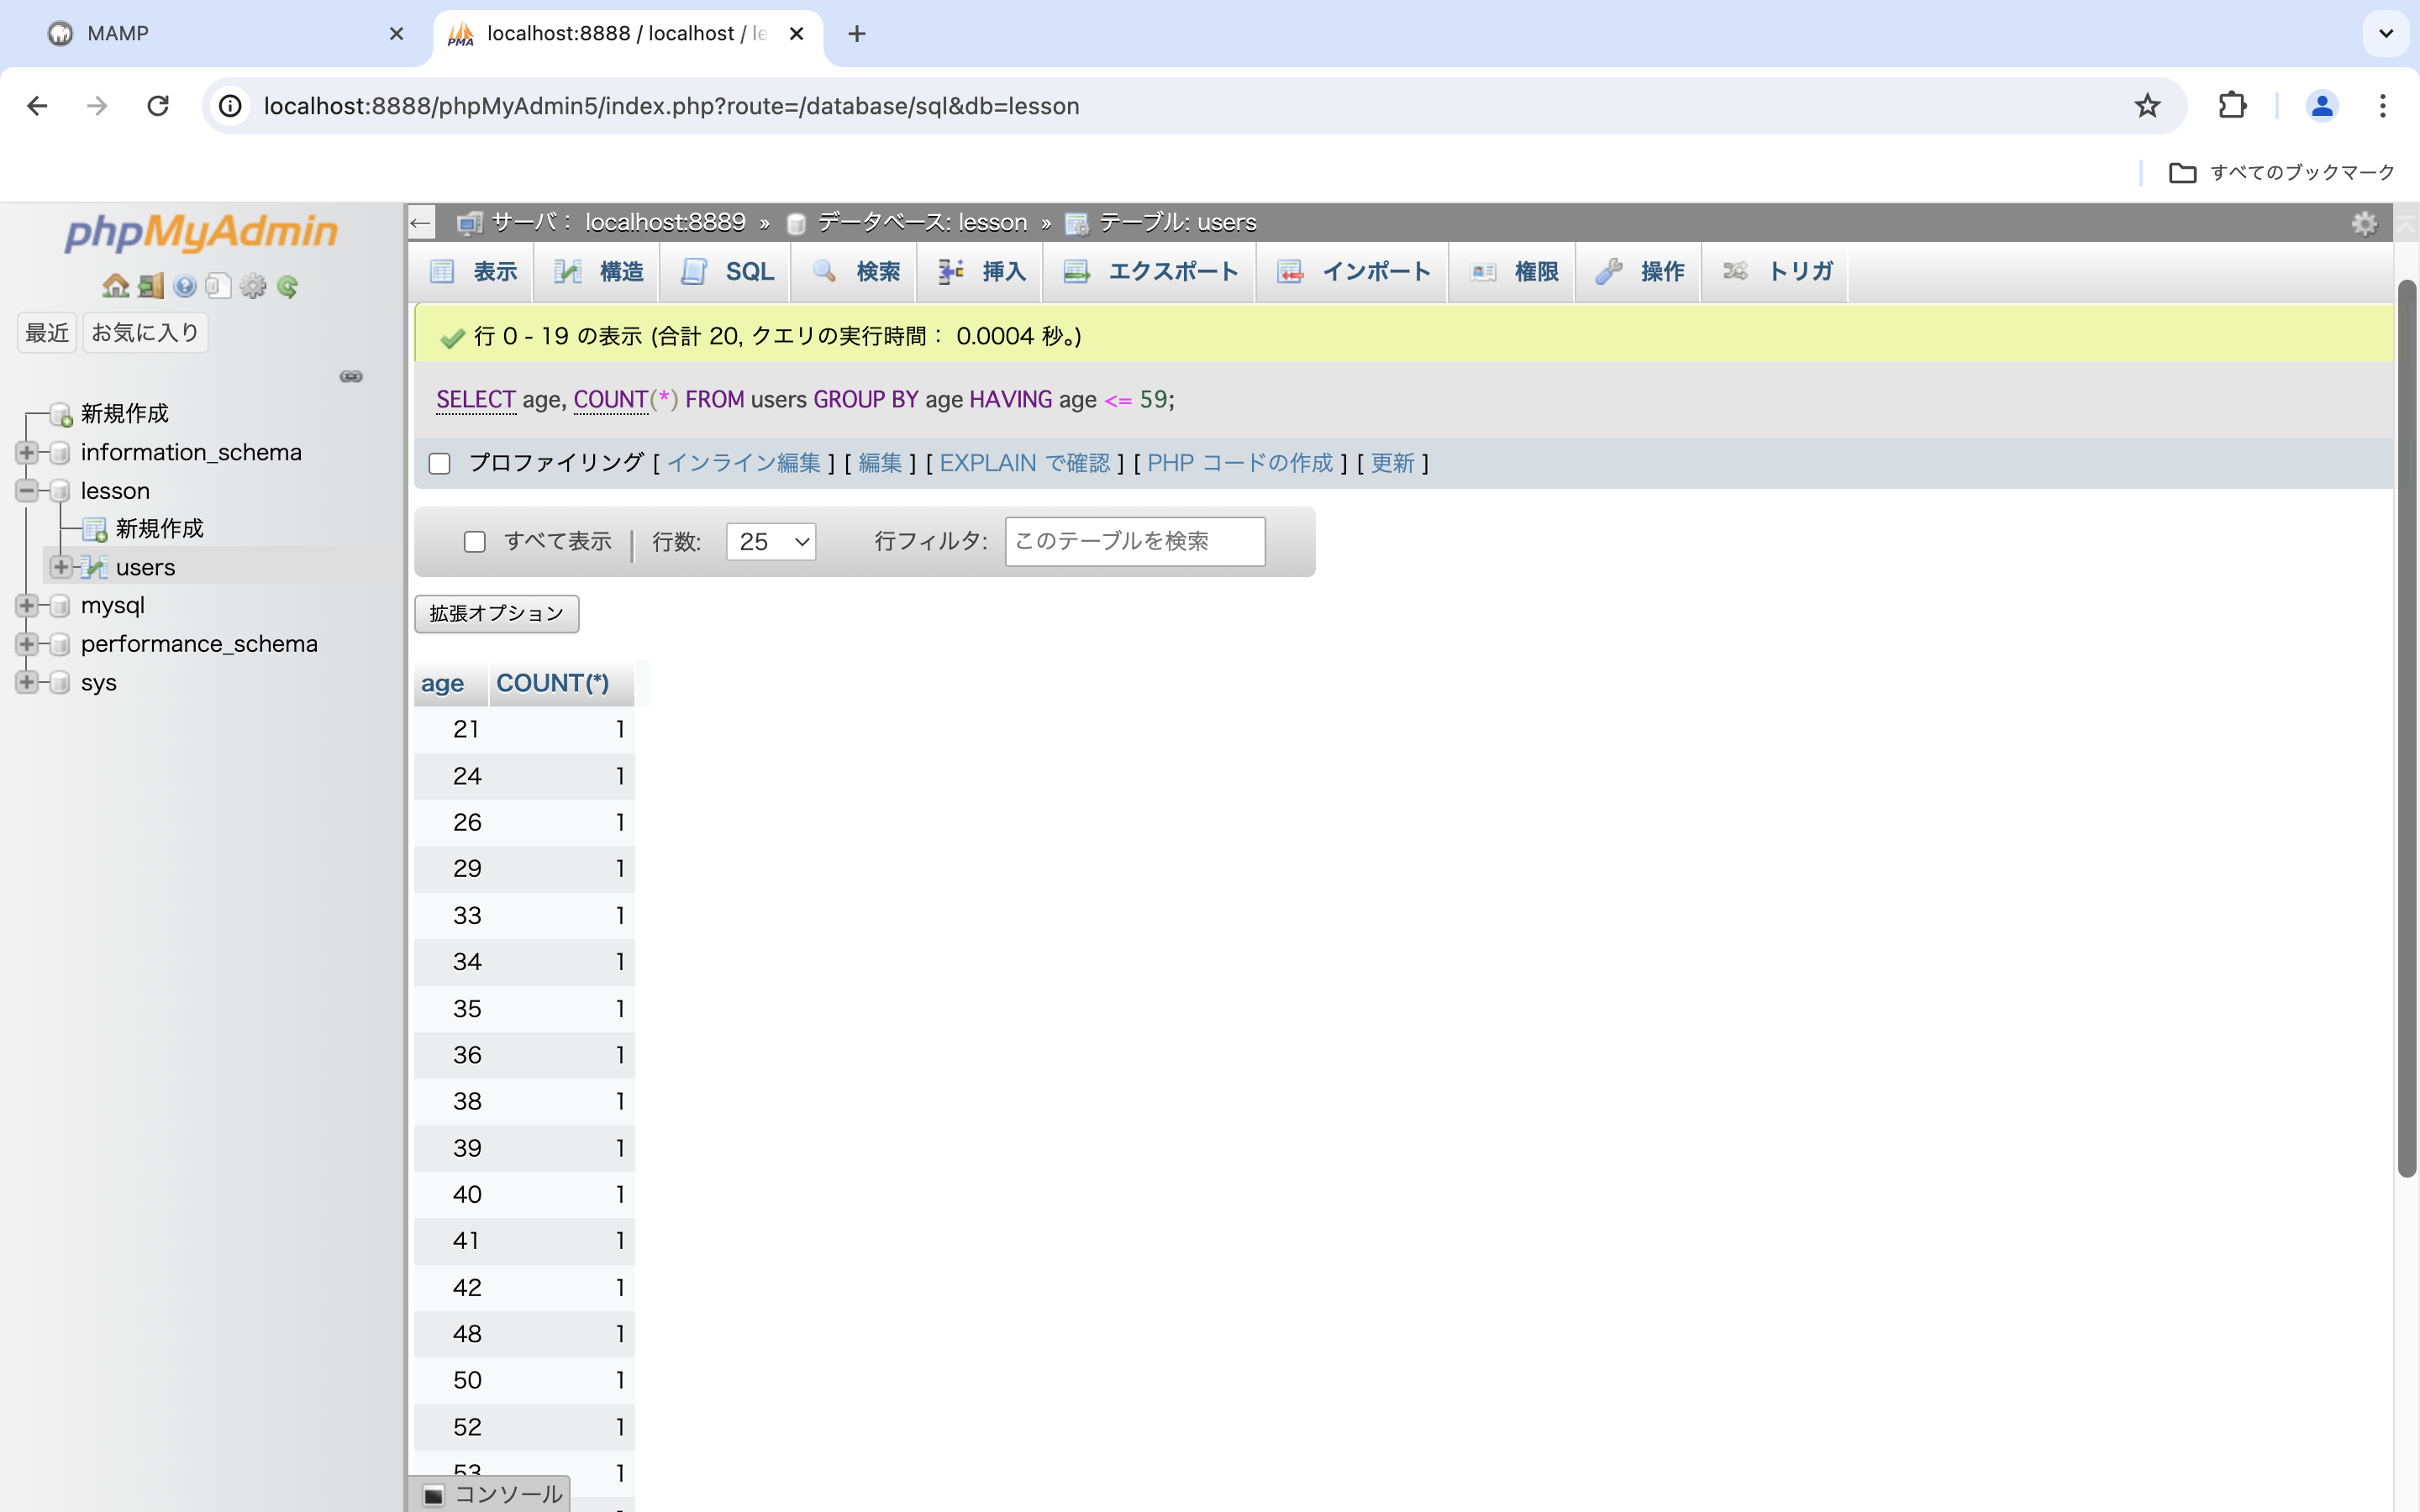 MAMP
localhost:8888 / localhost / le
localhost:8888/phpMyAdmin5/index.php?route=/database/sql&db=lesson
すべてのブックマーク
phpMyAdmin
最近 お気に入り
新規作成
information_schema
lesson
新規作成
users
mysql
performance_schema
sys
サーバ： localhost:8889 » データベース: lesson » テーブル: users
表示 構造 SQL 検索 挿入 エクスポート インポート 権限 操作 トリガ
行 0 - 19 の表示 (合計 20, クエリの実行時間： 0.0004 秒。)
SELECT age, COUNT(*) FROM users GROUP BY age HAVING age <= 59;
プロファイリング [ インライン編集 ] [ 編集 ] [ EXPLAIN で確認 ] [ PHP コードの作成 ] [ 更新 ]
すべて表示 | 行数: 25 行フィルタ: このテーブルを検索
拡張オプション
age COUNT(*)
21 1
24 1
26 1
29 1
33 1
34 1
35 1
36 1
38 1
39 1
40 1
41 1
42 1
48 1
50 1
52 1
53 1
コンソール